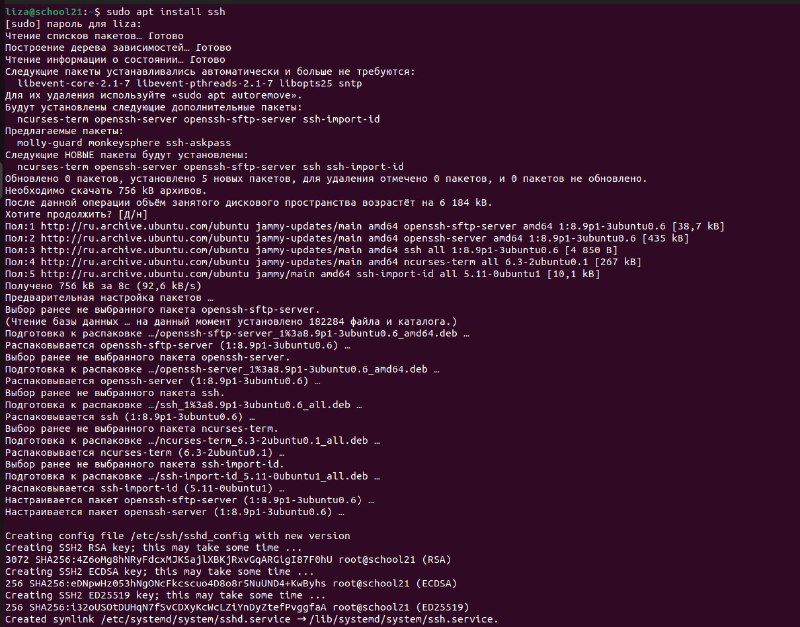 liza@school21:~$ sudo apt install ssh
[sudo] пароль для liza:
Чтение списков пакетов… Готово
Построение дерева зависимостей… Готово
Чтение информации о состоянии… Готово
Следующие пакеты устанавливались автоматически и больше не требуются:
  libevent-core-2.1-7 libevent-pthreads-2.1-7 libopts25 sntp
Для их удаления используйте «sudo apt autoremove».
Будут установлены следующие дополнительные пакеты:
  ncurses-term openssh-server openssh-sftp-server ssh-import-id
Предлагаемые пакеты:
  molly-guard monkeysphere ssh-askpass
Следующие НОВЫЕ пакеты будут установлены:
  ncurses-term openssh-server openssh-sftp-server ssh ssh-import-id
Обновлено 0 пакетов, установлено 5 новых пакетов, для удаления отмечено 0 пакетов, и 0 пакетов не обновлено.
Необходимо скачать 756 kB архивов.
После данной операции объём занятого дискового пространства возрастёт на 6 184 kB.
Хотите продолжить? [Д/н]
Пол:1 http://ru.archive.ubuntu.com/ubuntu jammy-updates/main amd64 openssh-sftp-server amd64 1:8.9p1-3ubuntu0.6 [38,7 kB]
Пол:2 http://ru.archive.ubuntu.com/ubuntu jammy-updates/main amd64 openssh-server amd64 1:8.9p1-3ubuntu0.6 [435 kB]
Пол:3 http://ru.archive.ubuntu.com/ubuntu jammy-updates/main amd64 ssh all 1:8.9p1-3ubuntu0.6 [4 850 B]
Пол:4 http://ru.archive.ubuntu.com/ubuntu jammy-updates/main amd64 ncurses-term all 6.3-2ubuntu0.1 [267 kB]
Пол:5 http://ru.archive.ubuntu.com/ubuntu jammy/main amd64 ssh-import-id all 5.11-0ubuntu1 [10,1 kB]
Получено 756 kB за 8с (92,6 kB/s)
Предварительная настройка пакетов …
Выбор ранее не выбранного пакета openssh-sftp-server.
(Чтение базы данных … на данный момент установлено 182284 файла и каталога.)
Подготовка к распаковке …/openssh-sftp-server_1%3a8.9p1-3ubuntu0.6_amd64.deb …
Распаковывается openssh-sftp-server (1:8.9p1-3ubuntu0.6) …
Выбор ранее не выбранного пакета openssh-server.
Подготовка к распаковке …/openssh-server_1%3a8.9p1-3ubuntu0.6_amd64.deb …
Распаковывается openssh-server (1:8.9p1-3ubuntu0.6) …
Выбор ранее не выбранного пакета ssh.
Подготовка к распаковке …/ssh_1%3a8.9p1-3ubuntu0.6_all.deb …
Распаковывается ssh (1:8.9p1-3ubuntu0.6) …
Выбор ранее не выбранного пакета ncurses-term.
Подготовка к распаковке …/ncurses-term_6.3-2ubuntu0.1_all.deb …
Распаковывается ncurses-term (6.3-2ubuntu0.1) …
Выбор ранее не выбранного пакета ssh-import-id.
Подготовка к распаковке …/ssh-import-id_5.11-0ubuntu1_all.deb …
Распаковывается ssh-import-id (5.11-0ubuntu1) …
Настраивается пакет openssh-sftp-server (1:8.9p1-3ubuntu0.6) …
Настраивается пакет openssh-server (1:8.9p1-3ubuntu0.6) …

Creating config file /etc/ssh/sshd_config with new version
Creating SSH2 RSA key; this may take some time ...
3072 SHA256:4Z6oMg8hNRyFdcxMJKSajlXBKjRxvGqARGlgI87F0hU root@school21 (RSA)
Creating SSH2 ECDSA key; this may take some time ...
256 SHA256:eDNpwHz053hNgONcFkcscuo4D8o8r5NuUND4+KwByhs root@school21 (ECDSA)
Creating SSH2 ED25519 key; this may take some time ...
256 SHA256:i32oUSOtDUHqN7fSvCDXyKcWcLZiYnDyZtefPvggfaA root@school21 (ED25519)
Created symlink /etc/systemd/system/sshd.service → /lib/systemd/system/ssh.service.